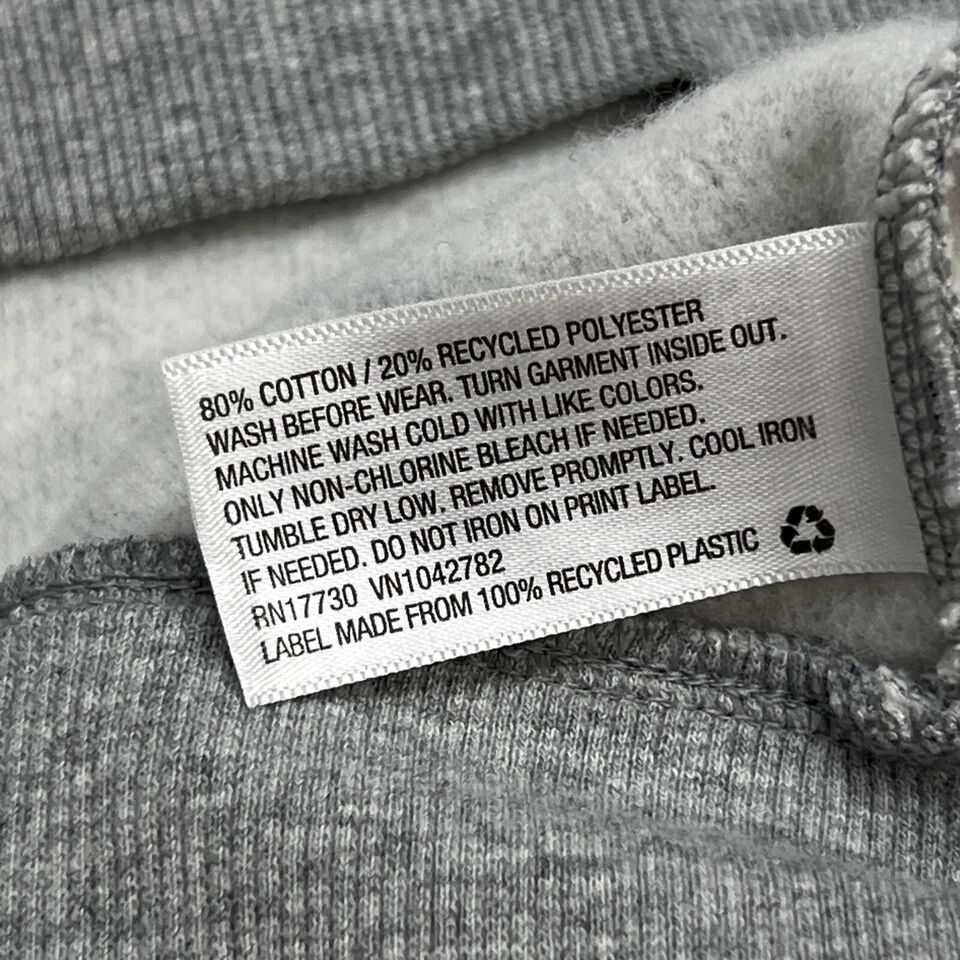 80% COTTON / 20% RECYCLED POLYESTER
WASH BEFORE WEAR. TURN GARMENT INSIDE OUT.
MACHINE WASH COLD WITH LIKE COLORS.
ONLY NON-CHLORINE BLEACH IF NEEDED.
TUMBLE DRY LOW. REMOVE PROMPTLY. COOL IRON
IF NEEDED. DO NOT IRON ON PRINT LABEL.
RN17730 VN1042782
LABEL MADE FROM 100% RECYCLED PLASTIC